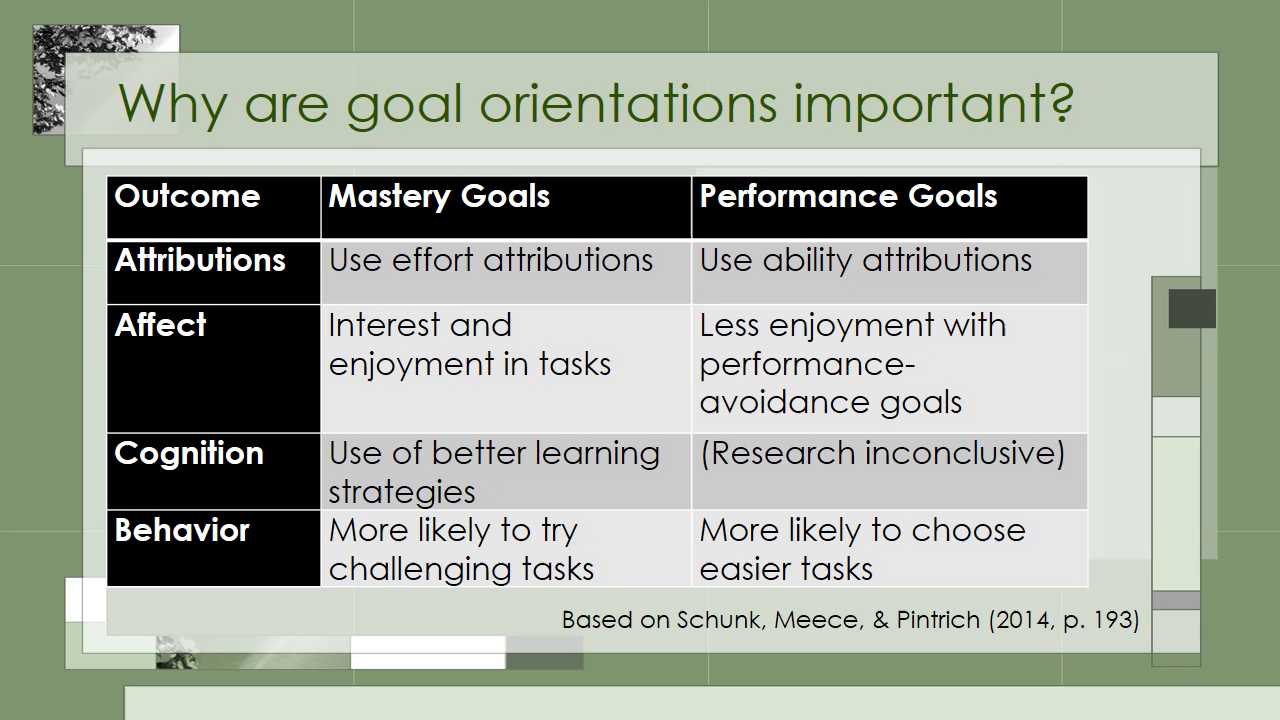 Why are goal orientations important?
Outcome Mastery Goals Performance Goals
Attributions Use effort attributions Use ability attributions
Affect Interest and Less enjoyment with
enjoyment in tasks performance-
avoidance goals
Cognition Use of better learning (Research inconclusive)
strategies
Behavior More likely to try More likely to choose
challenging tasks easier tasks
Based on Schunk, Meece, & Pintrich (2014, p. 193)